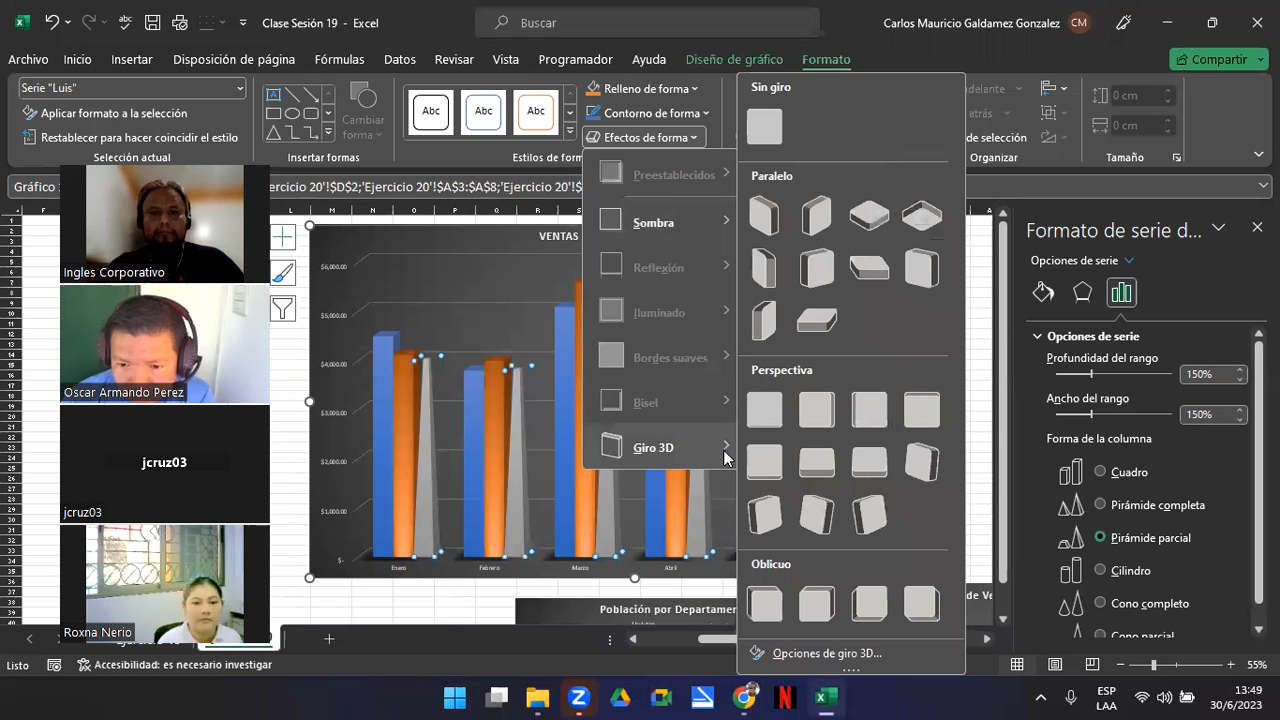 Clase Sesión 19 - Excel
Buscar
Carlos Mauricio Galdamez Gonzalez
CM
Archivo Inicio Insertar Disposición de página Fórmulas Datos Revisar Vista Programador Ayuda Diseño de gráfico Formato
Compartir
Serie "Luis"
Aplicar formato a la selección
Restablecer para hacer coincidir el estilo
Selección actual
Cambiar
forma
Insertar formas
Abc Abc Abc
Relleno de forma
Contorno de forma
Efectos de forma
Estilos de form
delante
atrás
de selección
Organizar
0 cm
0 cm
Tamaño
Gráfico
ercicio 20'!$D$2;'Ejercicio 20'!$A$3:$A$8;'Ejercicio 20'!
Preestablecidos
Sombra
Reflexión
Iluminado
Bordes suaves
Bisel
Giro 3D
Sin giro
Paralelo
Perspectiva
Oblicuo
Opciones de giro 3D...
VENTAS
$6,000.00
$5,000.00
$4,000.00
$3,000.00
$2,000.00
$1,000.00
$-
Enero Febrero Marzo Abril
Población por Departamen
de Ve
Formato de serie d...
Opciones de serie
Opciones de serie
Profundidad del rango
150%
Ancho del rango
150%
Forma de la columna
Cuadro
Pirámide completa
Pirámide parcial
Cilindro
Cono completo
Cono parcial
Ingles Corporativo
Oscar Armando Perez
jcruz03
jcruz03
Roxna Nerio
Listo
Accesibilidad: es necesario investigar
55%
ESP
LAA
13:49
30/6/2023